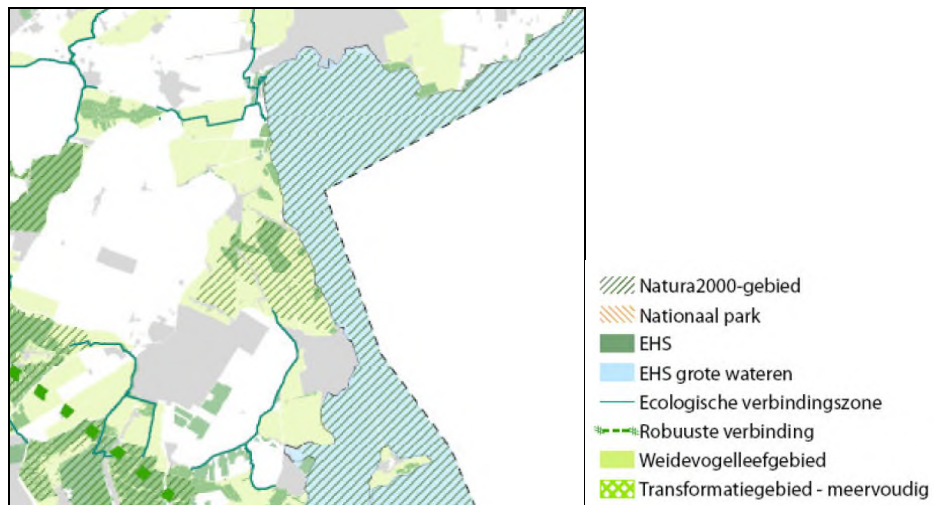 Natura2000-gebied
Nationaal park
EHS
EHS grote wateren
Ecologische verbindingszone
Robuuste verbinding
Weidevogelleefgebied
Transformatiegebied - meervoudig